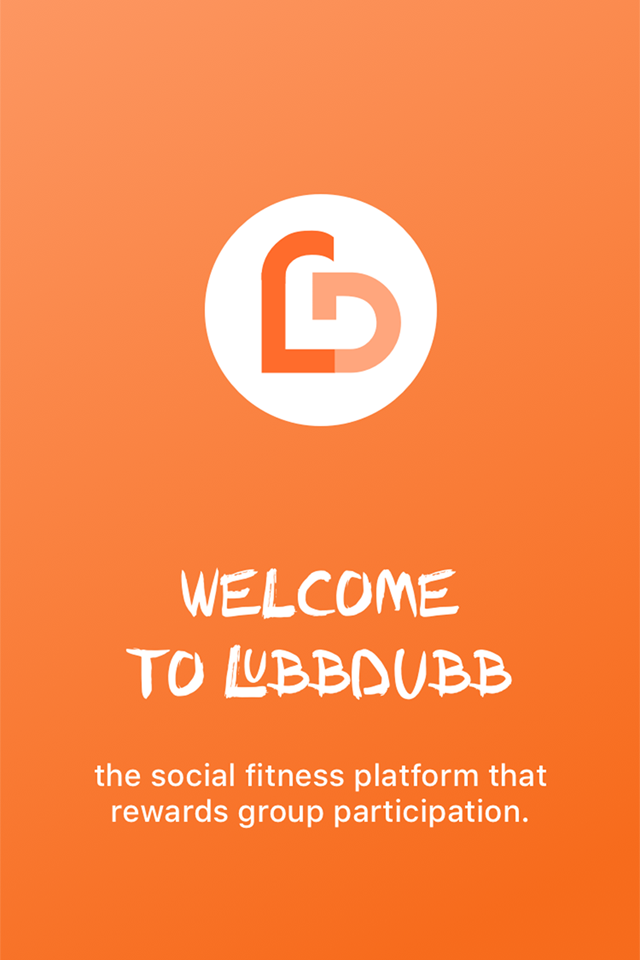 WELCOME
TO LUBBDUBB
the social fitness platform that
rewards group participation.